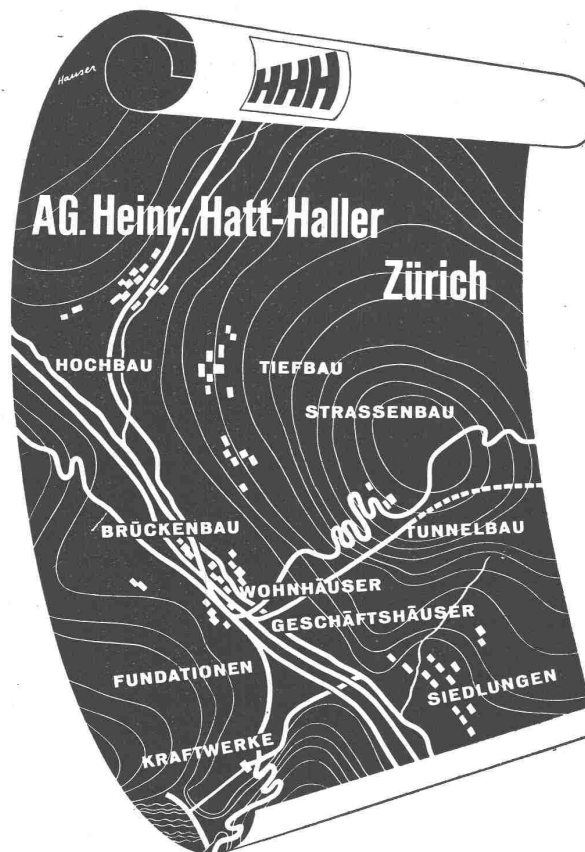 Hauser
HHH
AG. Heinr. Hatt-Haller
Zürich
HOCHBAU
TIEFBAU
STRASSENBAU
BRÜCKENBAU
TUNNELBAU
WOHNHÄUSER
GESCHÄFTSHÄUSER
FUNDATIONEN
SIEDLUNGEN
KRAFTWERKE